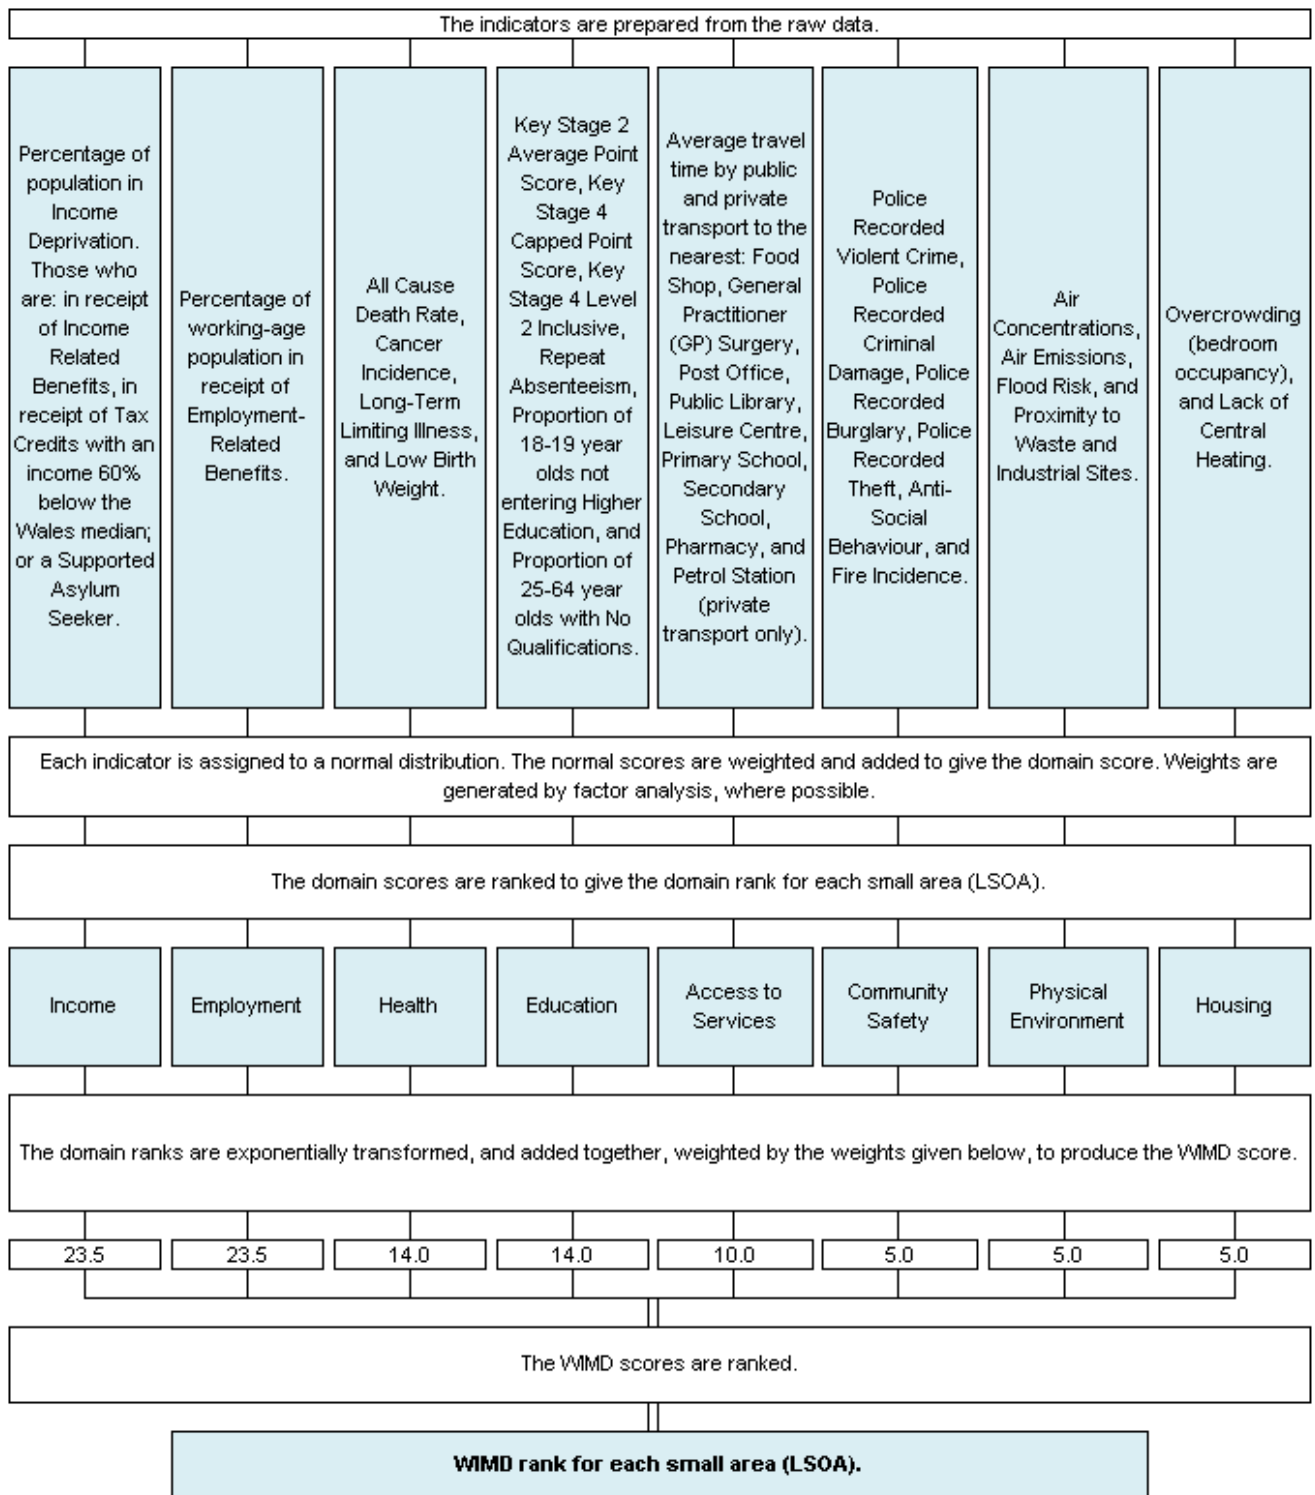 The indicators are prepared from the raw data.
Percentage of
population in
Income
Deprivation.
Those who
are: in receipt
of Income
Related
Benefits, in
receipt of Tax
Credits with an
income 60%
below the
Wales median;
or a Supported
Asylum
Seeker.
Percentage of
working-age
population in
receipt of
Employment-
Related
Benefits.
All Cause
Death Rate,
Cancer
Incidence,
Long-Term
Limiting Illness,
and Low Birth
Weight.
Key Stage 2
Average Point
Score, Key
Stage 4
Capped Point
Score, Key
Stage 4 Level
2 Inclusive,
Repeat
Absenteeism,
Proportion of
18-19 year
olds not
entering Higher
Education, and
Proportion of
25-64 year
olds with No
Qualifications.
Average travel
time by public
and private
transport to the
nearest: Food
Shop, General
Practitioner
(GP) Surgery,
Post Office,
Public Library,
Leisure Centre,
Primary School,
Secondary
School,
Pharmacy, and
Petrol Station
(private
transport only).
Police
Recorded
Violent Crime,
Police
Recorded
Criminal
Damage, Police
Recorded
Burglary, Police
Recorded
Theft, Anti-
Social
Behaviour, and
Fire Incidence.
Air
Concentrations,
Air Emissions,
Flood Risk, and
Proximity to
Waste and
Industrial Sites.
Overcrowding
(bedroom
occupancy),
and Lack of
Central
Heating.
Each indicator is assigned to a normal distribution. The normal scores are weighted and added to give the domain score. Weights are
generated by factor analysis, where possible.
The domain scores are ranked to give the domain rank for each small area (LSOA).
Income
Employment
Health
Education
Access to
Services
Community
Safety
Physical
Environment
Housing
The domain ranks are exponentially transformed, and added together, weighted by the weights given below, to produce the WIMD score.
23.5
23.5
14.0
14.0
10.0
5.0
5.0
5.0
The WIMD scores are ranked.
WIMD rank for each small area (LSOA).